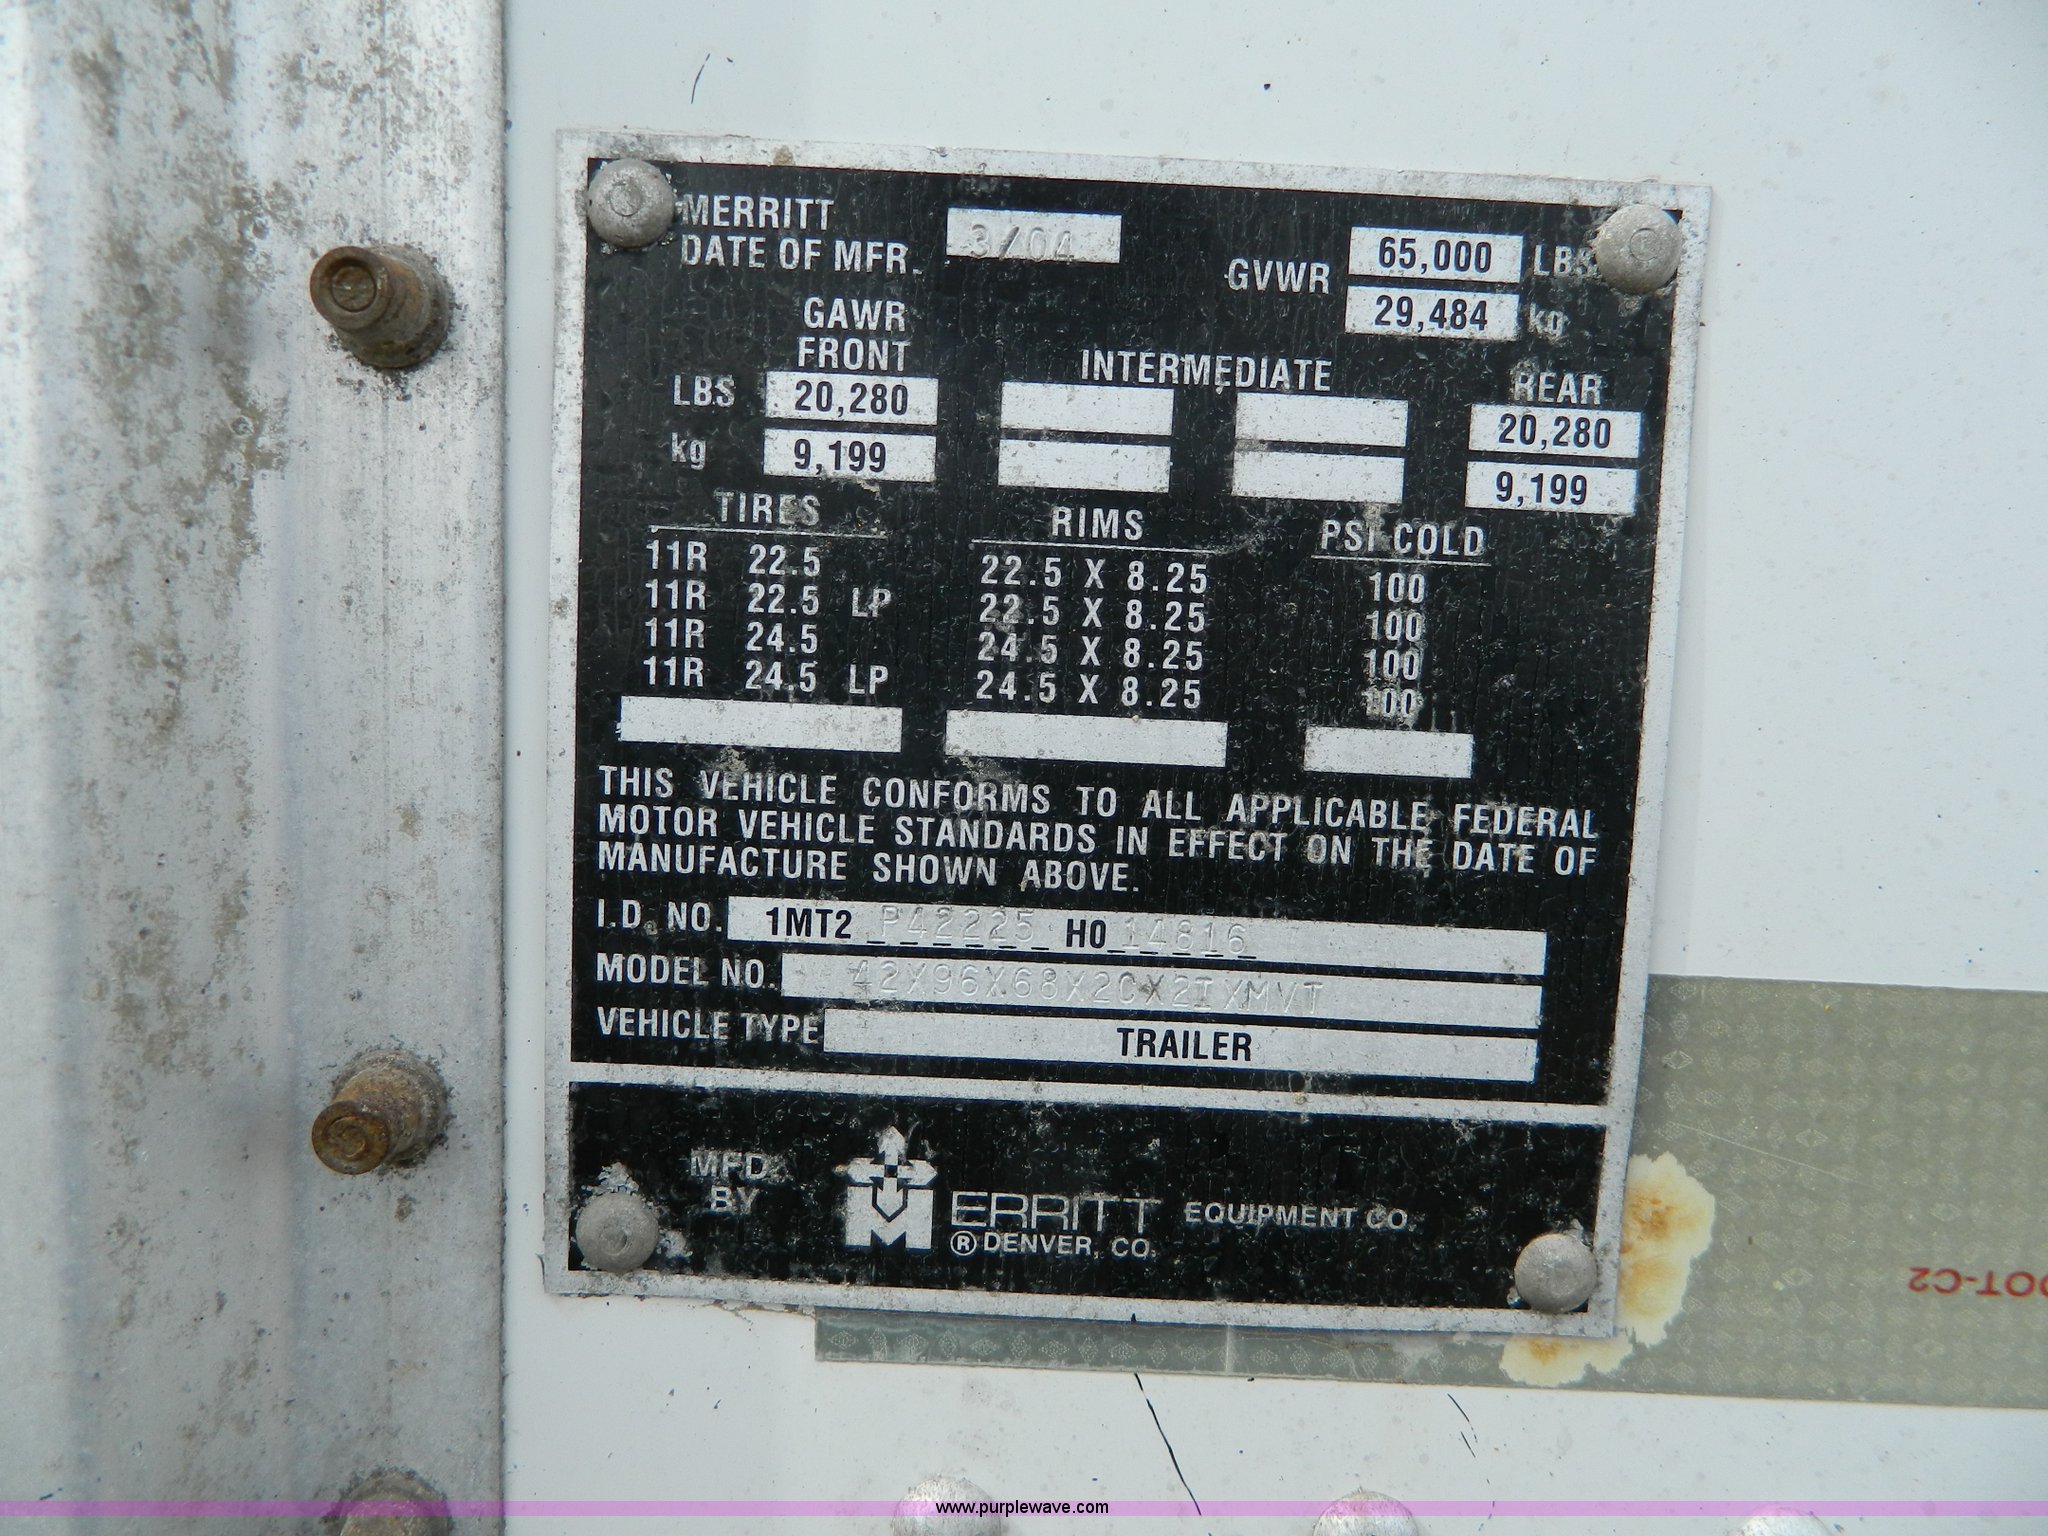 MERRITT
DATE OF MFR. 3/04
GVWR 65,000 LBS
29,484 kg
GAWR
FRONT INTERMEDIATE REAR
LBS 20,280 20,280
kg 9,199 9,199
TIRES RIMS PSI COLD
11R 22.5 22.5 X 8.25 100
11R 22.5 LP 22.5 X 8.25 100
11R 24.5 24.5 X 8.25 100
11R 24.5 LP 24.5 X 8.25 100
THIS VEHICLE CONFORMS TO ALL APPLICABLE FEDERAL
MOTOR VEHICLE STANDARDS IN EFFECT ON THE DATE OF
MANUFACTURE SHOWN ABOVE.
I.D. NO. 1MT2 P42225 H0 14816
MODEL NO. 42X96X68X2CX2IXMVT
VEHICLE TYPE TRAILER
MFD. BY
MERRITT EQUIPMENT CO.
® DENVER, CO.
DOT-C2
www.purplewave.com